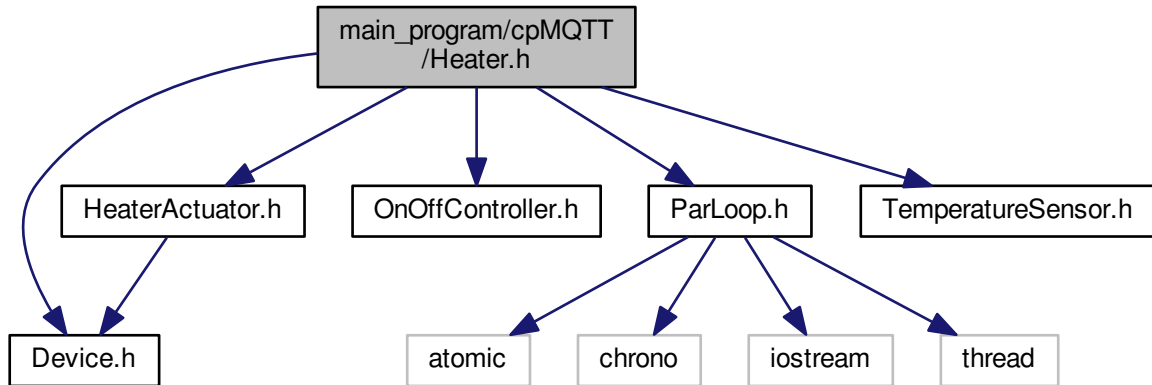 main_program/cpMQTT
/Heater.h
HeaterActuator.h
OnOffController.h
ParLoop.h
TemperatureSensor.h
Device.h
atomic
chrono
iostream
thread